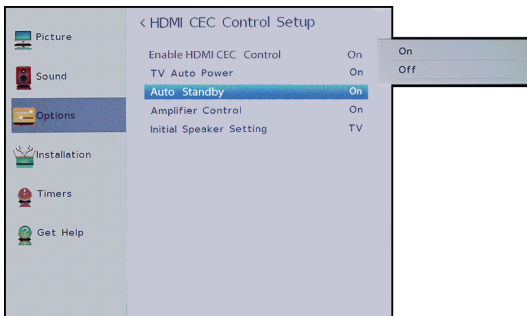 < HDMI CEC Control Setup
Picture
Sound
Options
Installation
Timers
Get Help
Enable HDMI CEC Control On
TV Auto Power On
Auto Standby On
Amplifier Control On
Initial Speaker Setting TV
On
Off